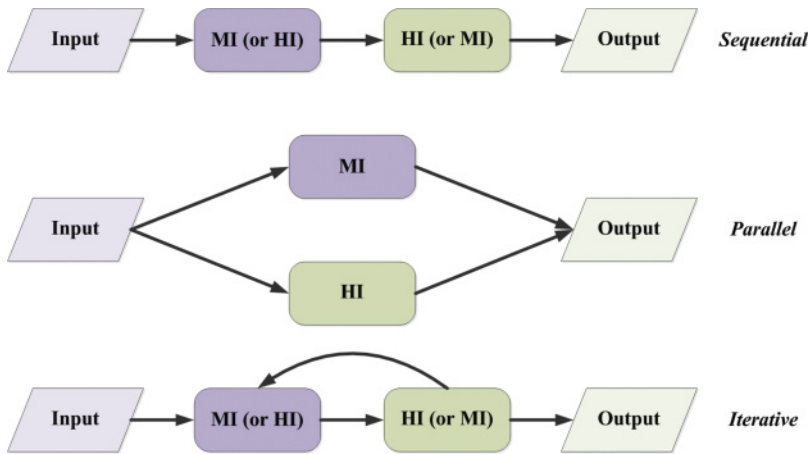 Input
MI (or HI)
HI (or MI)
Output
Sequential
MI
Input
Output
Parallel
HI
Input
MI (or HI)
HI (or MI)
Output
Iterative